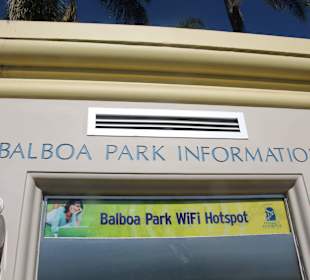 BALBOA PARK INFORMATIO
Balboa Park WiFi Hotspot